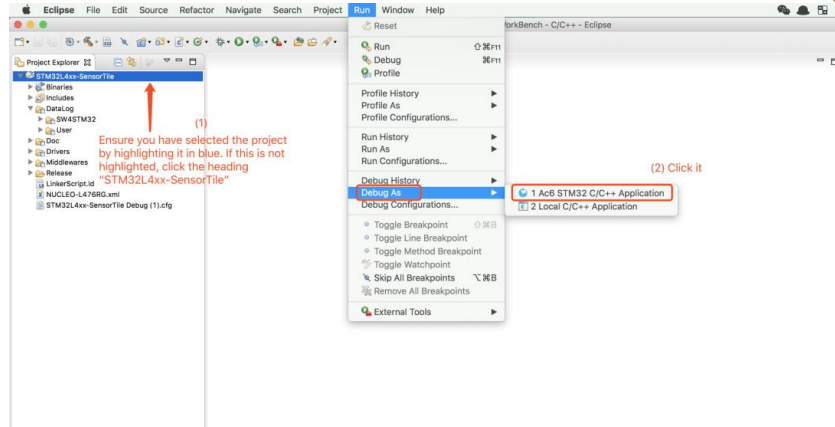 Eclipse File Edit Source Refactor Navigate Search Project Run Window Help
WorkBench - C/C++ - Eclipse
Project Explorer
STM32L4xx-SensorTile
Binaries
Includes
DataLog
SW4STM32
User
Doc
Drivers
Middlewares
Release
LinkerScript.ld
NUCLEO-L476RG.xml
STM32L4xx-SensorTile Debug (1).cfg
(1)
Ensure you have selected the project
by highlighting it in blue. If this is not
highlighted, click the heading
“STM32L4xx-SensorTile”
Reset
Run ⇧⌘F11
Debug ⌘F11
Profile
Profile History
Profile As
Profile Configurations...
Run History
Run As
Run Configurations...
Debug History
Debug As
Debug Configurations...
Toggle Breakpoint ⇧⌘B
Toggle Line Breakpoint
Toggle Method Breakpoint
Toggle Watchpoint
Skip All Breakpoints ⌥⌘B
Remove All Breakpoints
External Tools
(2) Click it
1 Ac6 STM32 C/C++ Application
2 Local C/C++ Application